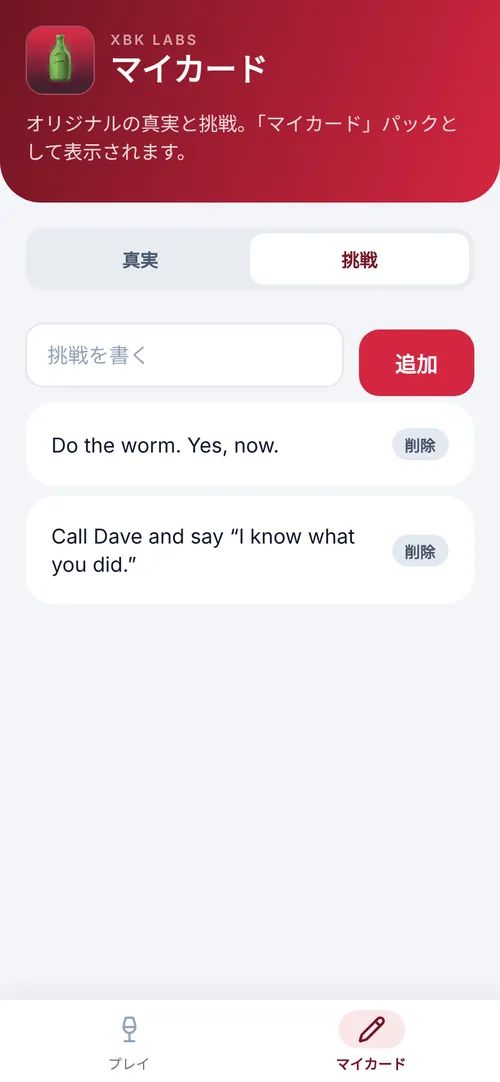 XBK LABS
マイカード
オリジナルの真実と挑戦。「マイカード」パックと
して表示されます。
真実
挑戦
挑戦を書く
追加
Do the worm. Yes, now.
削除
Call Dave and say “I know what
you did.”
削除
プレイ
マイカード